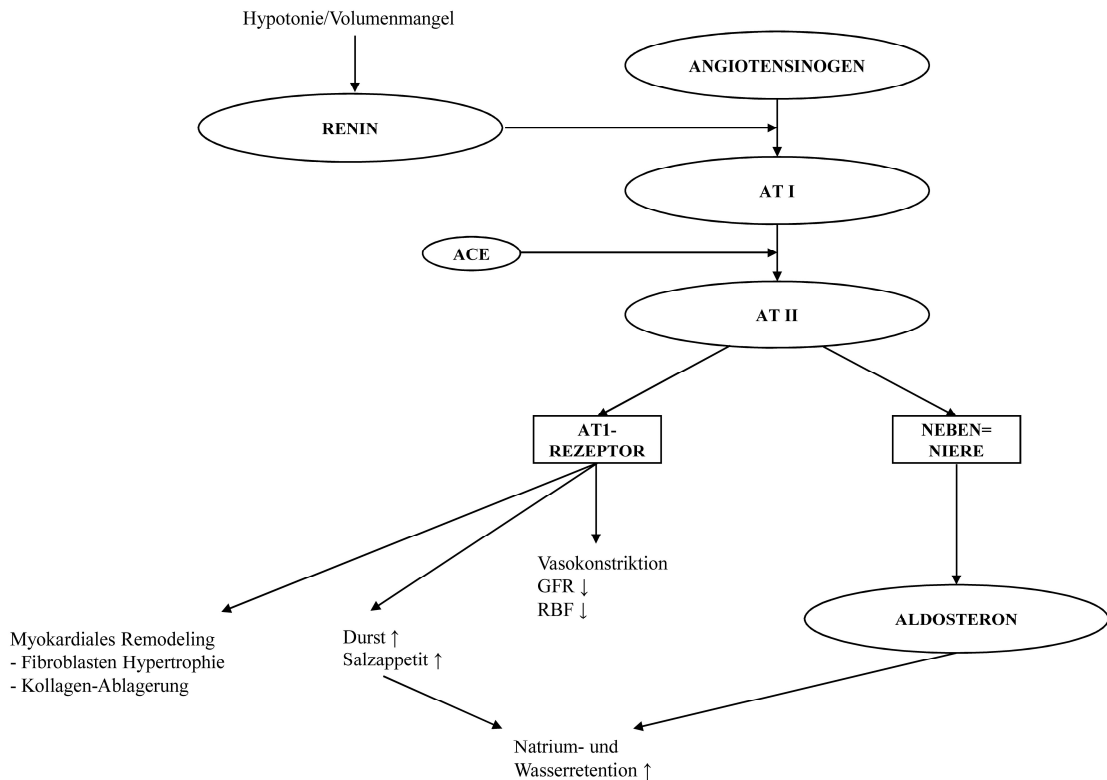 Hypotonie/Volumenmangel
ANGIOTENSINOGEN
RENIN
AT I
ACE
AT II
AT1-
REZEPTOR
NEBEN=
NIERE
Vasokonstriktion
GFR ↓
RBF ↓
ALDOSTERON
Myokardiales Remodeling
- Fibroblasten Hypertrophie
- Kollagen-Ablagerung
Durst ↑
Salzappetit ↑
Natrium- und
Wasserretention ↑